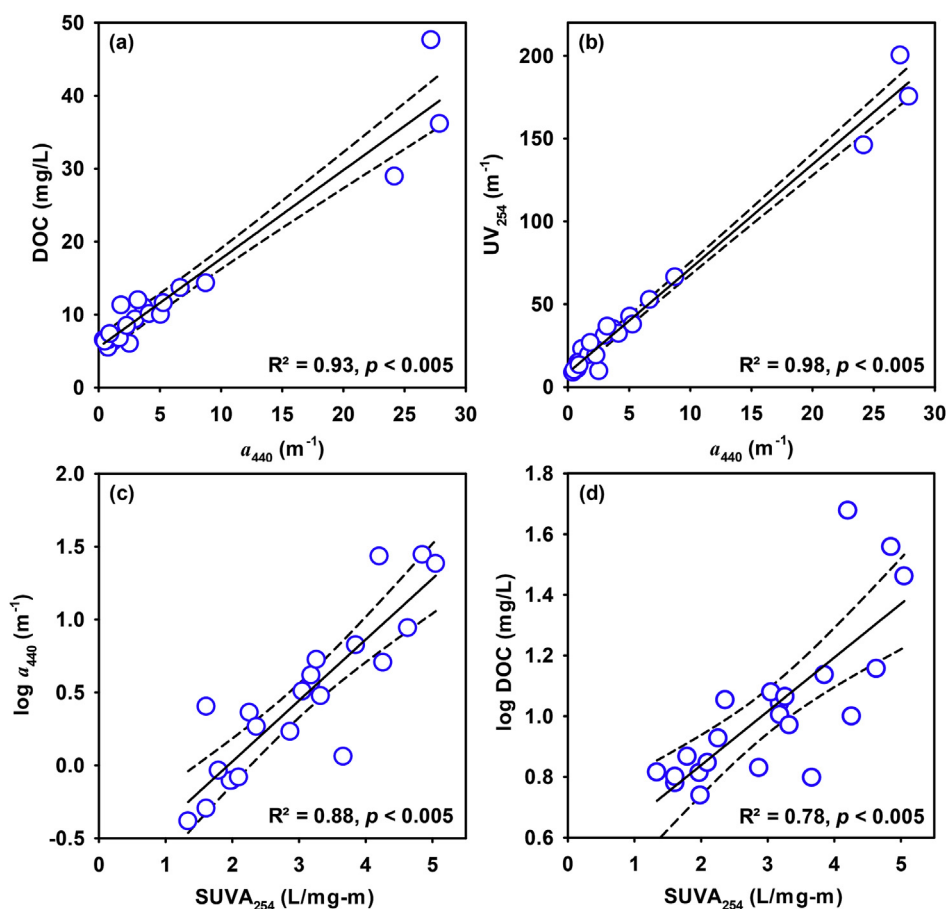 (a)
50
40
30
20
10
0
DOC (mg/L)
R² = 0.93, p < 0.005
0 5 10 15 20 25 30
a₄₄₀ (m⁻¹)
(b)
200
150
100
50
0
UV₂₅₄ (m⁻¹)
R² = 0.98, p < 0.005
0 5 10 15 20 25 30
a₄₄₀ (m⁻¹)
(c)
2.0
1.5
1.0
0.5
0.0
-0.5
log a₄₄₀ (m⁻¹)
R² = 0.88, p < 0.005
0 1 2 3 4 5
SUVA₂₅₄ (L/mg-m)
(d)
1.8
1.6
1.4
1.2
1.0
0.8
0.6
log DOC (mg/L)
R² = 0.78, p < 0.005
0 1 2 3 4 5
SUVA₂₅₄ (L/mg-m)